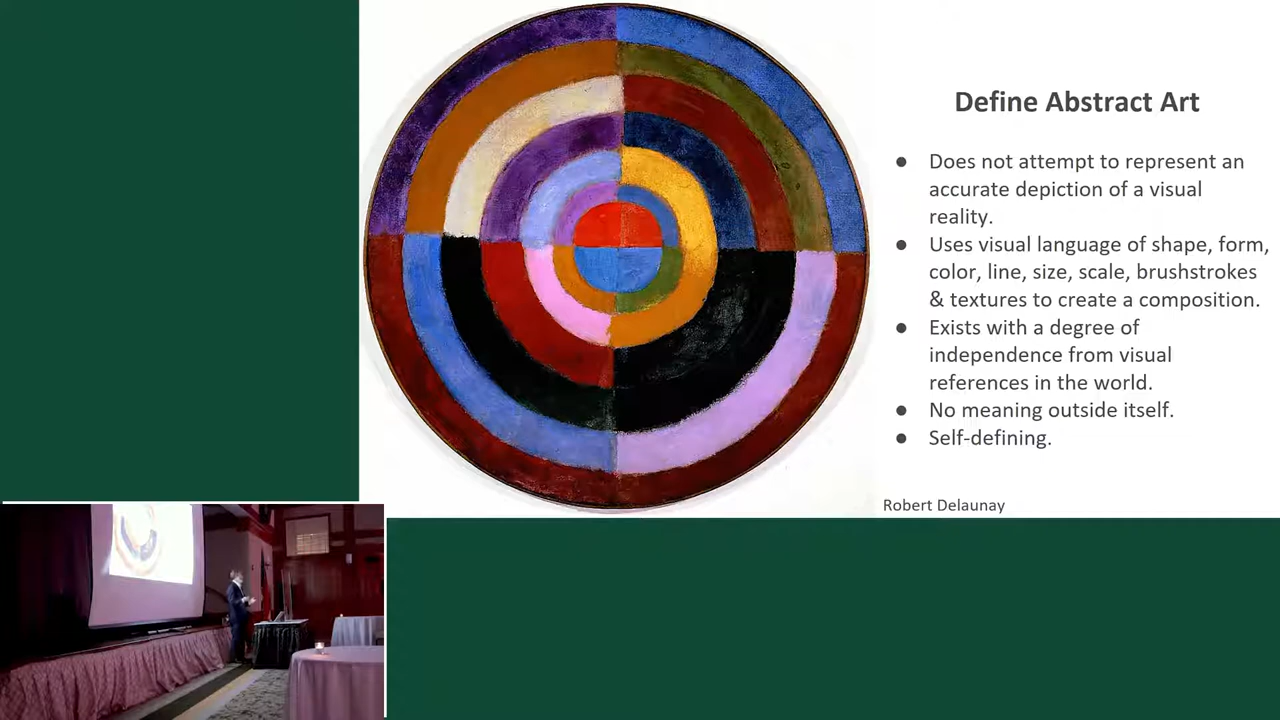 Define Abstract Art
● Does not attempt to represent an
accurate depiction of a visual
reality.
● Uses visual language of shape, form,
color, line, size, scale, brushstrokes
& textures to create a composition.
● Exists with a degree of
independence from visual
references in the world.
● No meaning outside itself.
● Self-defining.
Robert Delaunay